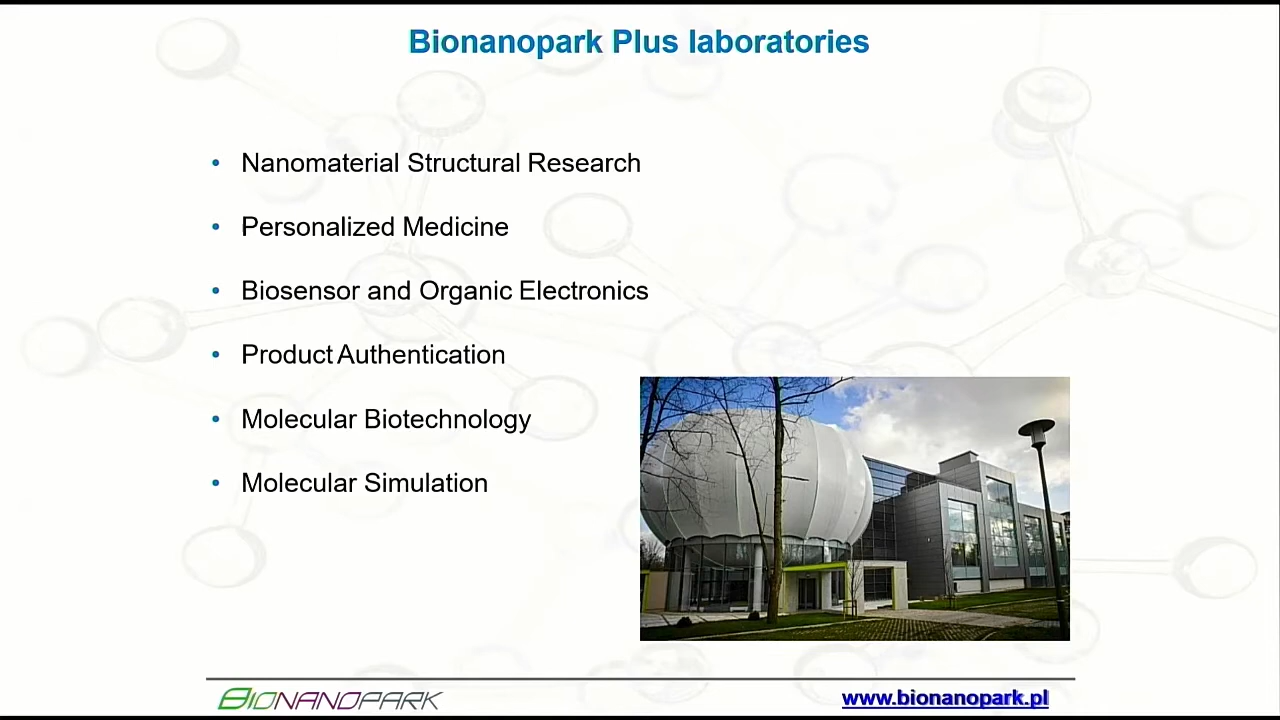 Bionanopark Plus laboratories
• Nanomaterial Structural Research
• Personalized Medicine
• Biosensor and Organic Electronics
• Product Authentication
• Molecular Biotechnology
• Molecular Simulation
BIONANOPARK
www.bionanopark.pl